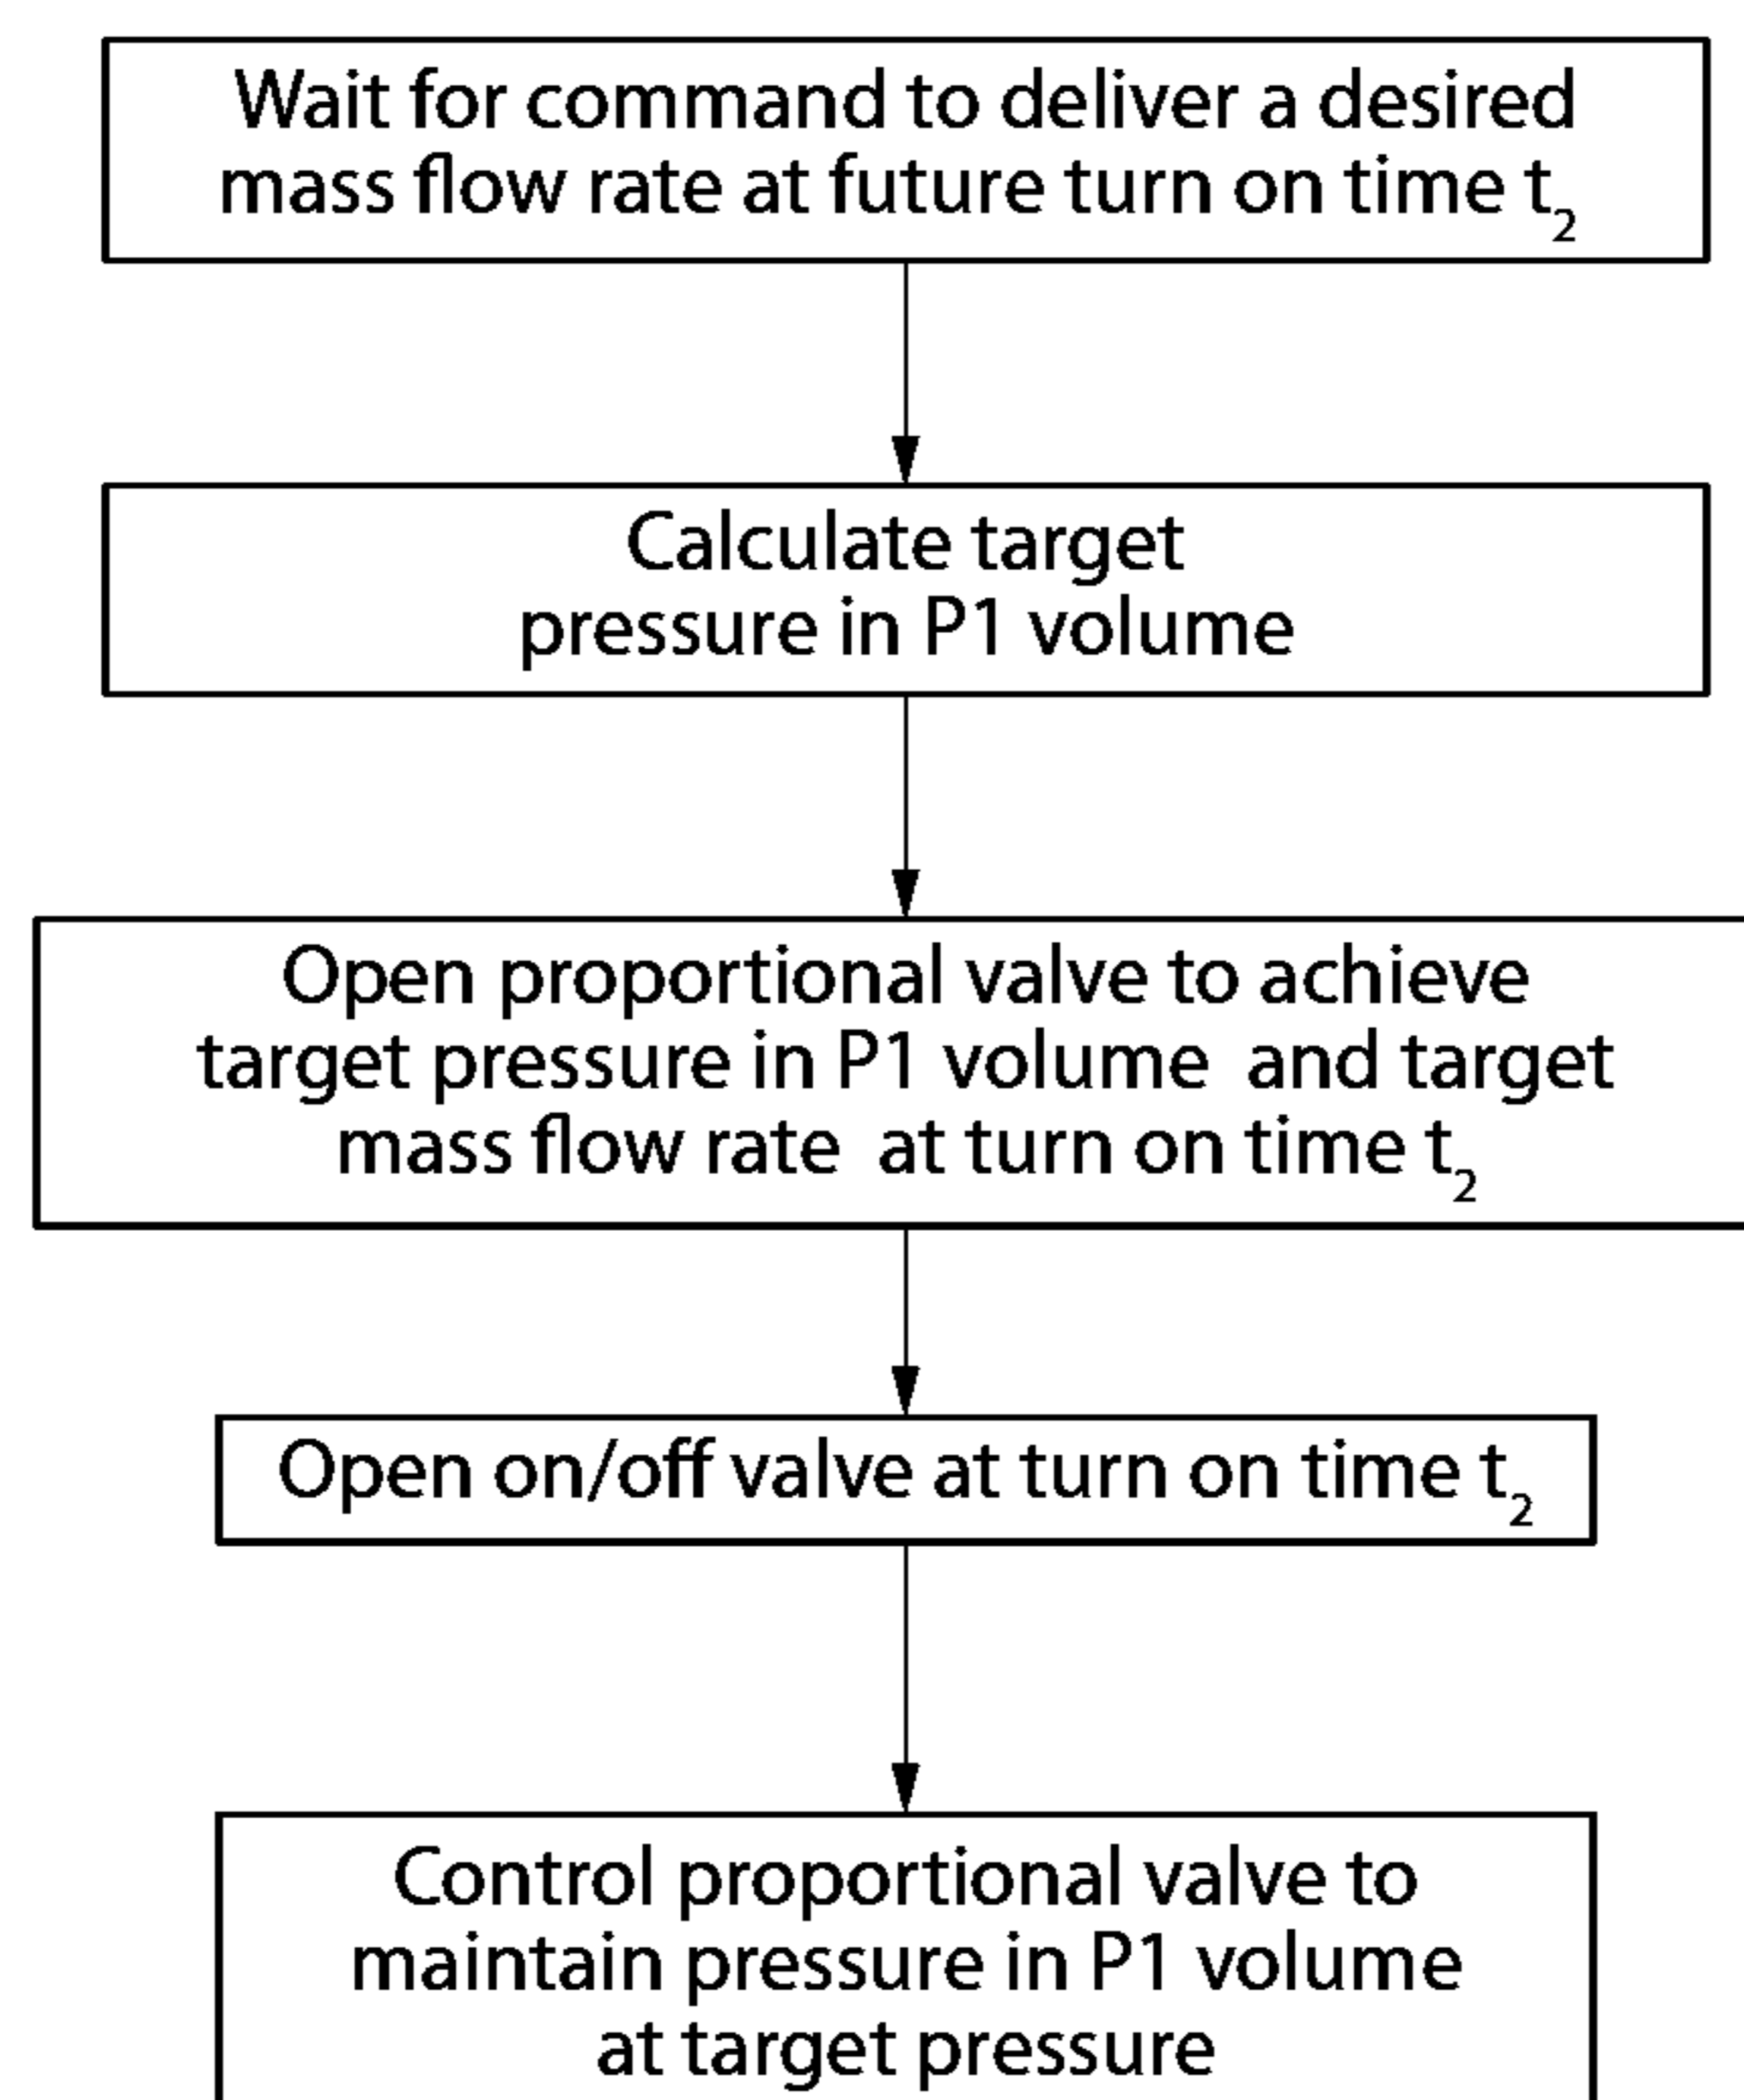 Wait for command to deliver a desired
mass flow rate at future turn on time t₂
Calculate target
pressure in P1 volume
Open proportional valve to achieve
target pressure in P1 volume and target
mass flow rate at turn on time t₂
Open on/off valve at turn on time t₂
Control proportional valve to
maintain pressure in P1 volume
at target pressure